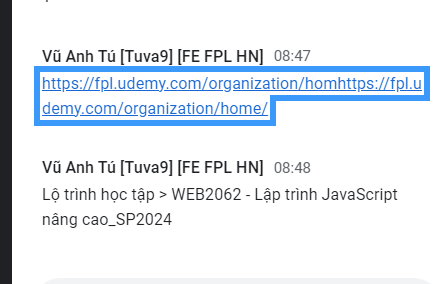 Vũ Anh Tú [Tuva9] [FE FPL HN] 08:47
https://fpl.udemy.com/organization/homhttps://fpl.u
demy.com/organization/home/
Vũ Anh Tú [Tuva9] [FE FPL HN] 08:48
Lộ trình học tập > WEB2062 - Lập trình JavaScript
nâng cao_SP2024